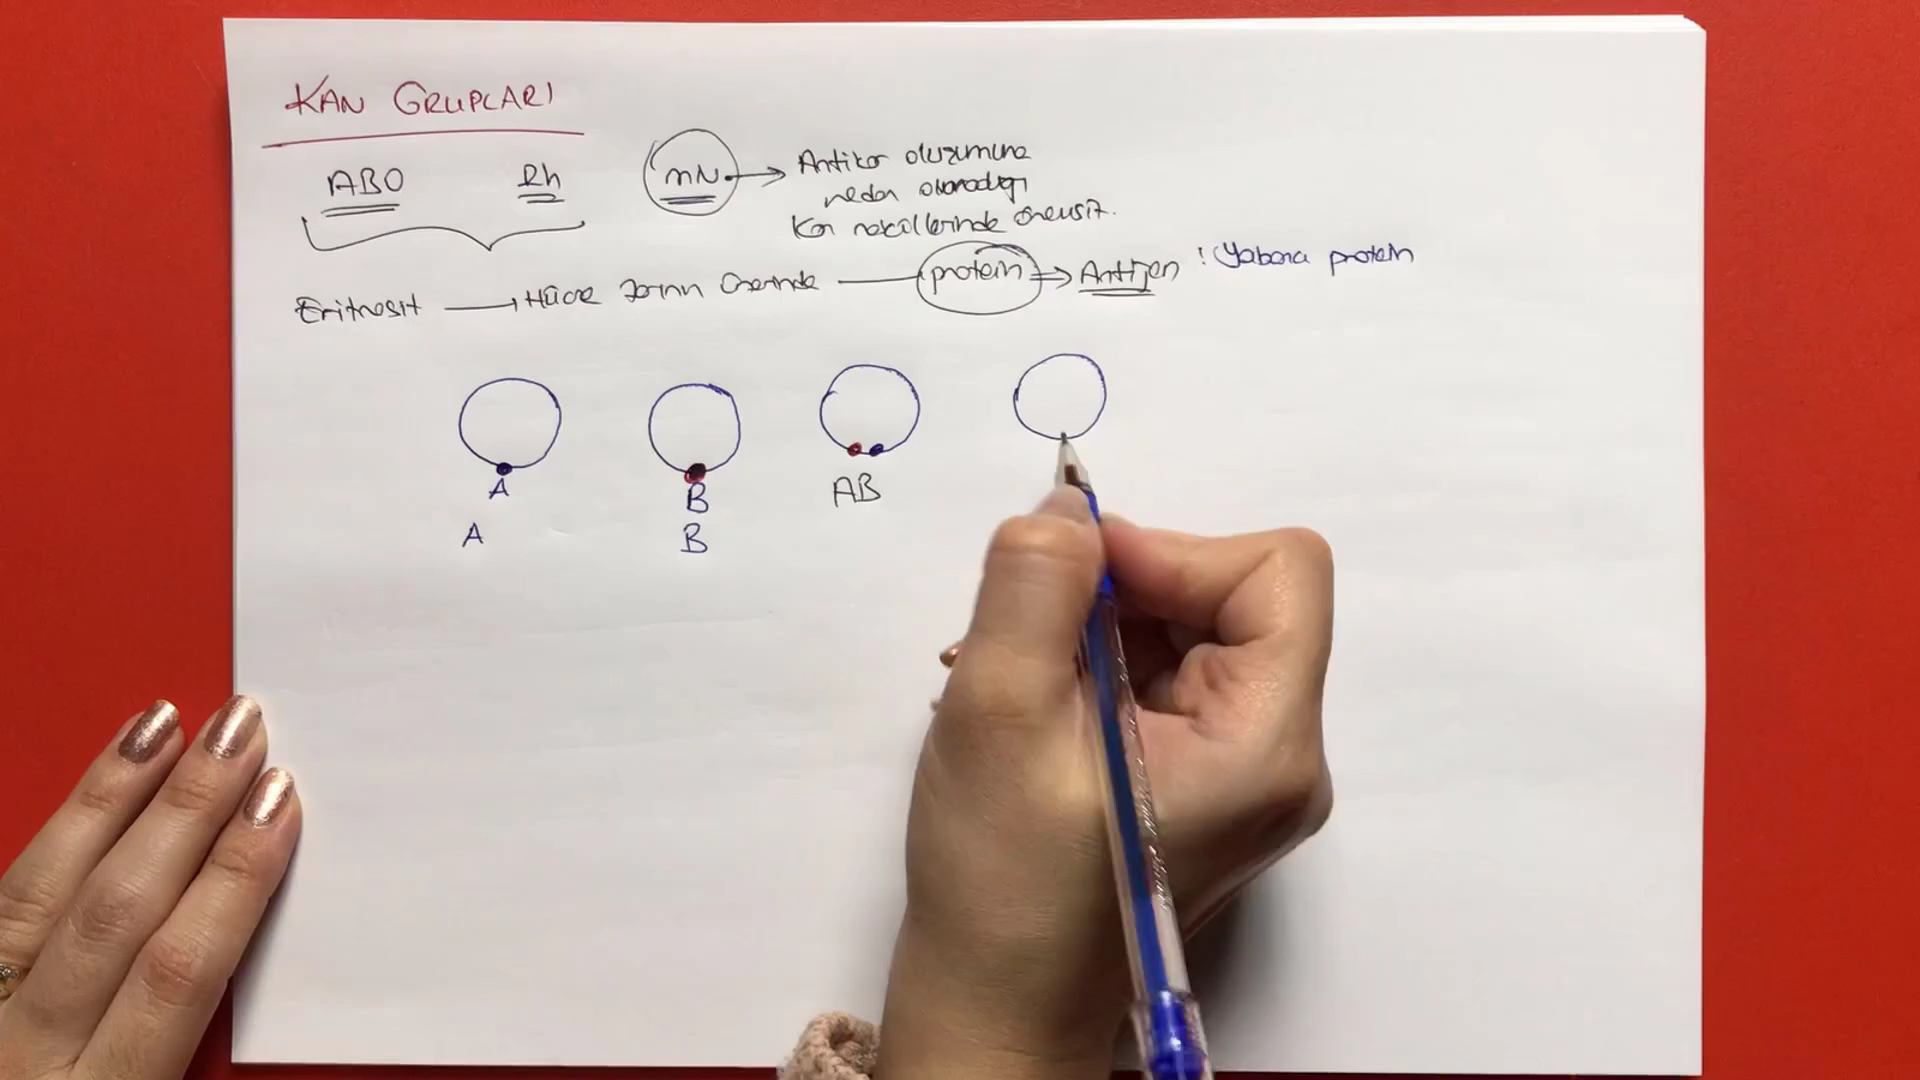 KAN GRUPLARI
ABO Rh MN → Antikor oluşumuna
neden olmadığı
Kan nakillerinde önemsiz.
Eritrosit → Hücre zarının üzerinde — protein ⇒ Antijen : Yabancı protein
A B AB
A B